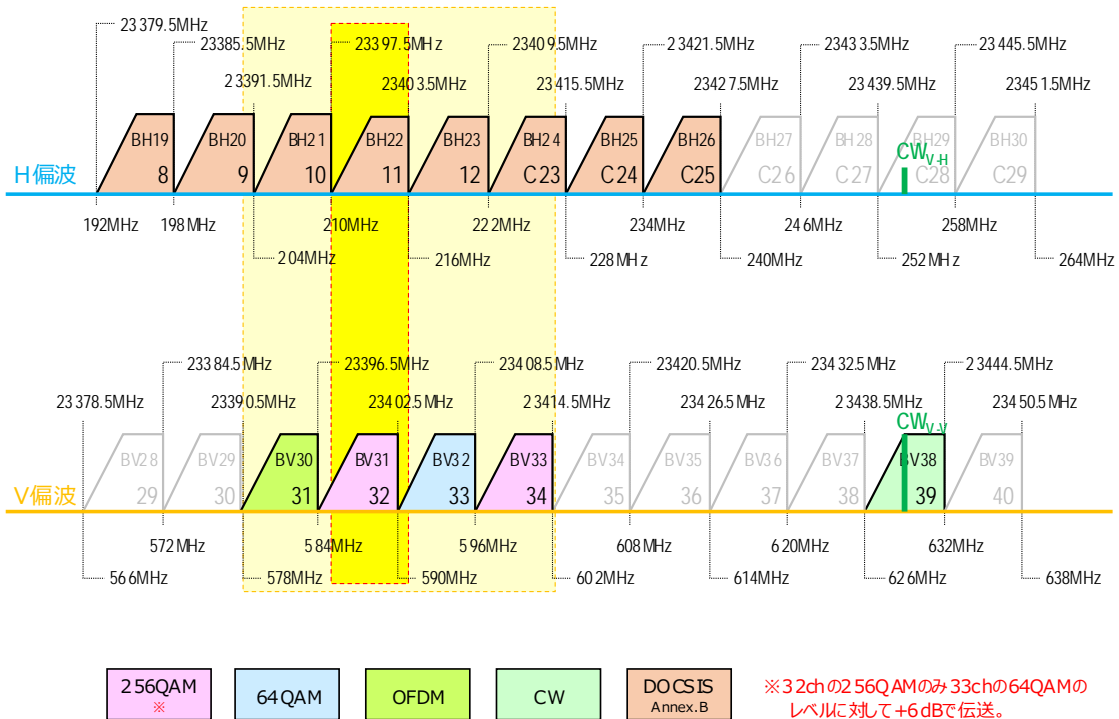 23379.5MHz
23385.5MHz 23397.5MHz 23409.5MHz 23421.5MHz 23433.5MHz 23445.5MHz
23391.5MHz 23403.5MHz 23415.5MHz 23427.5MHz 23439.5MHz 23451.5MHz
BH19 BH20 BH21 BH22 BH23 BH24 BH25 BH26 BH27 BH28 BH29 BH30
CWV-H
H偏波 8 9 10 11 12 C23 C24 C25 C26 C27 C28 C29
192MHz 198MHz 210MHz 222MHz 234MHz 246MHz 258MHz
204MHz 216MHz 228MHz 240MHz 252MHz 264MHz
23384.5MHz 23396.5MHz 23408.5MHz 23420.5MHz 23432.5MHz 23444.5MHz
23378.5MHz 23390.5MHz 23402.5MHz 23414.5MHz 23426.5MHz 23438.5MHz 23450.5MHz
CWV-V
BV28 BV29 BV30 BV31 BV32 BV33 BV34 BV35 BV36 BV37 BV38 BV39
V偏波 29 30 31 32 33 34 35 36 37 38 39 40
572MHz 584MHz 596MHz 608MHz 620MHz 632MHz
566MHz 578MHz 590MHz 602MHz 614MHz 626MHz 638MHz
256QAM
※
64QAM
OFDM
CW
DOCSIS
Annex.B
※32chの256QAMのみ33chの64QAMの
レベルに対して+6dBで伝送。